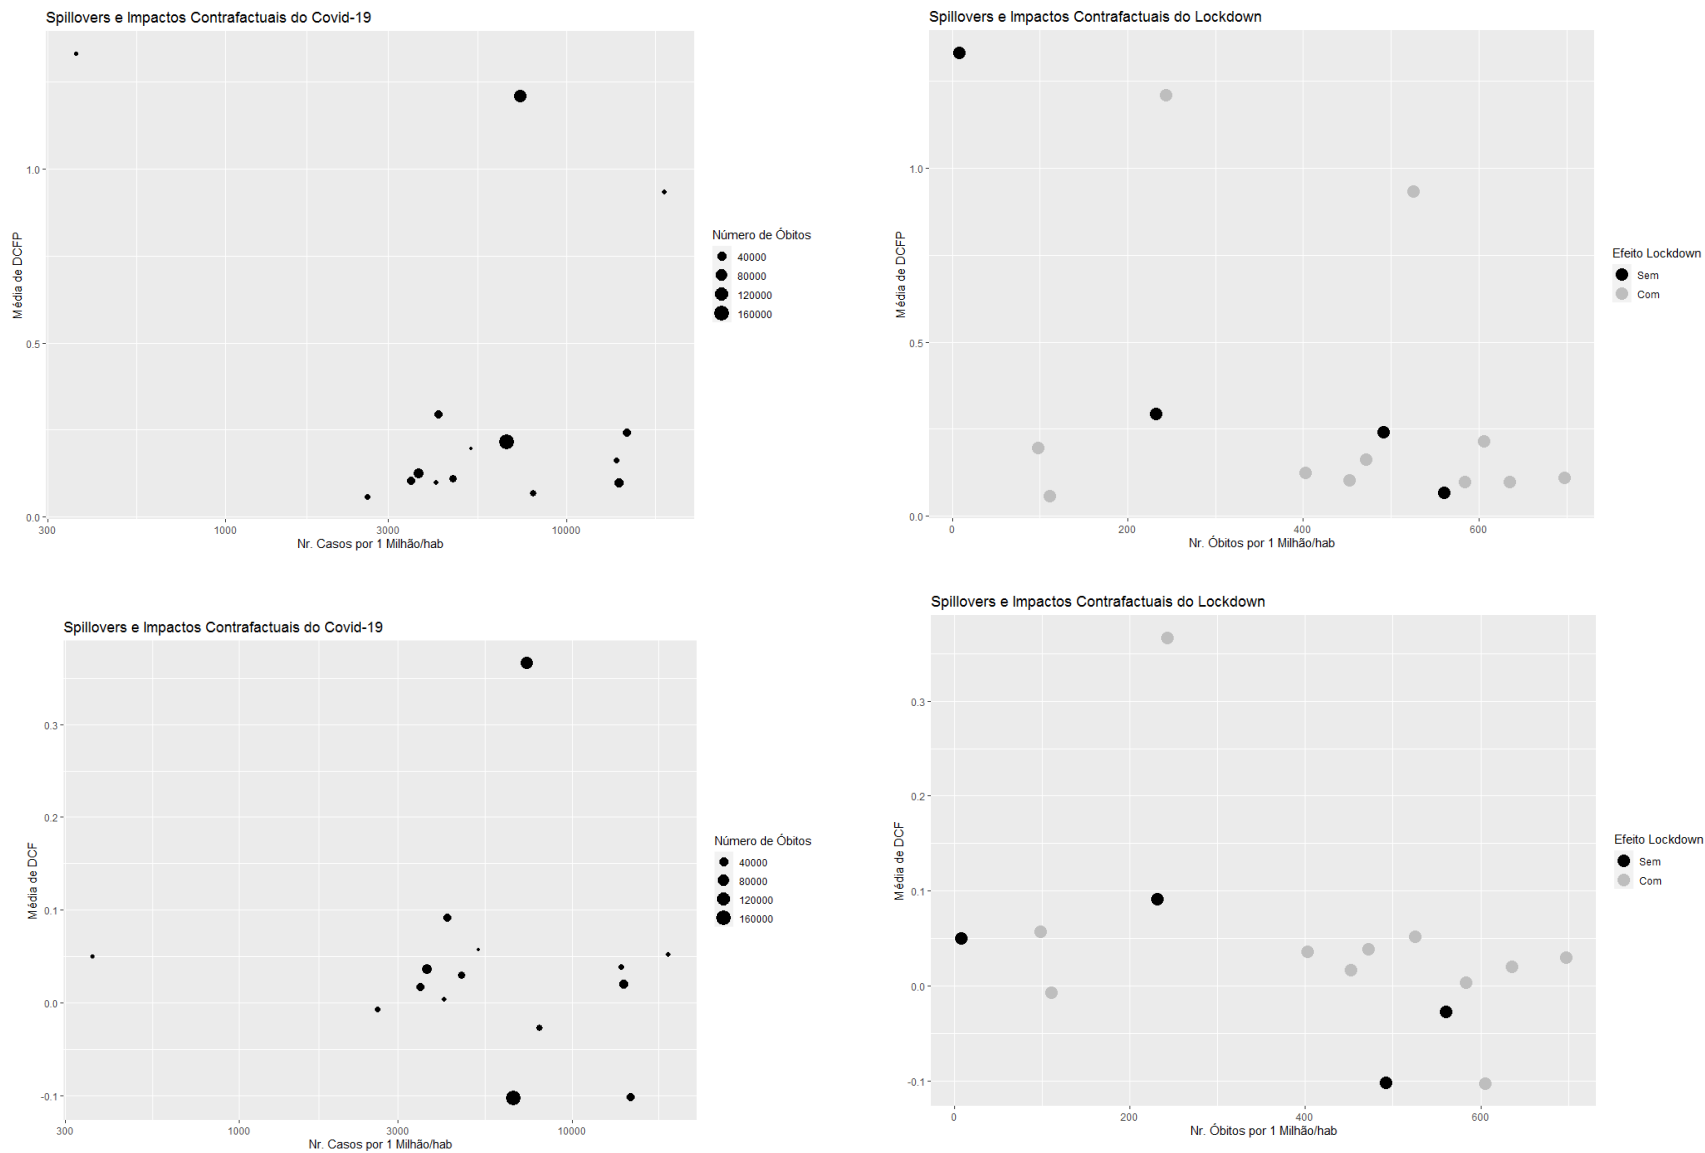 Spillovers e Impactos Contrafactuais do Covid-19
Média de DCFP
1.0
0.5
0.0
300
1000
3000
10000
Nr. Casos por 1 Milhão/hab
Número de Óbitos
40000
80000
120000
160000
Spillovers e Impactos Contrafactuais do Lockdown
Média de DCFP
1.0
0.5
0.0
0
200
400
600
Nr. Óbitos por 1 Milhão/hab
Efeito Lockdown
Sem
Com
Spillovers e Impactos Contrafactuais do Covid-19
Média de DCF
0.3
0.2
0.1
0.0
-0.1
300
1000
3000
10000
Nr. Casos por 1 Milhão/hab
Número de Óbitos
40000
80000
120000
160000
Spillovers e Impactos Contrafactuais do Lockdown
Média de DCF
0.3
0.2
0.1
0.0
-0.1
0
200
400
600
Nr. Óbitos por 1 Milhão/hab
Efeito Lockdown
Sem
Com